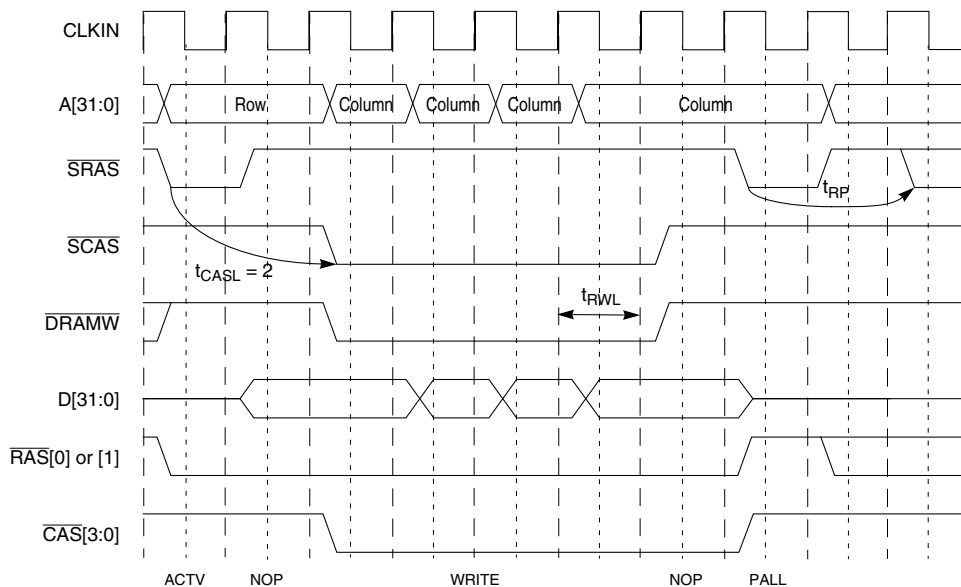 CLKIN
A[31:0] Row Column Column Column Column
SRAS
tRP
SCAS
tCASL = 2
tRWL
DRAMW
D[31:0]
RAS[0] or [1]
CAS[3:0]
ACTV NOP WRITE NOP PALL